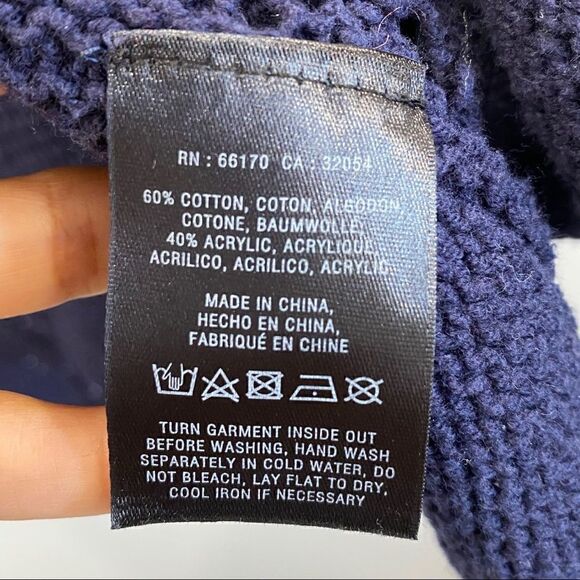 RN : 66170 CA : 32054
60% COTTON, COTON, ALGODON,
COTONE, BAUMWOLLE,
40% ACRYLIC, ACRYLIQUE,
ACRILICO, ACRILICO, ACRYLIC,
MADE IN CHINA,
HECHO EN CHINA,
FABRIQUÉ EN CHINE
TURN GARMENT INSIDE OUT
BEFORE WASHING, HAND WASH
SEPARATELY IN COLD WATER, DO
NOT BLEACH, LAY FLAT TO DRY,
COOL IRON IF NECESSARY